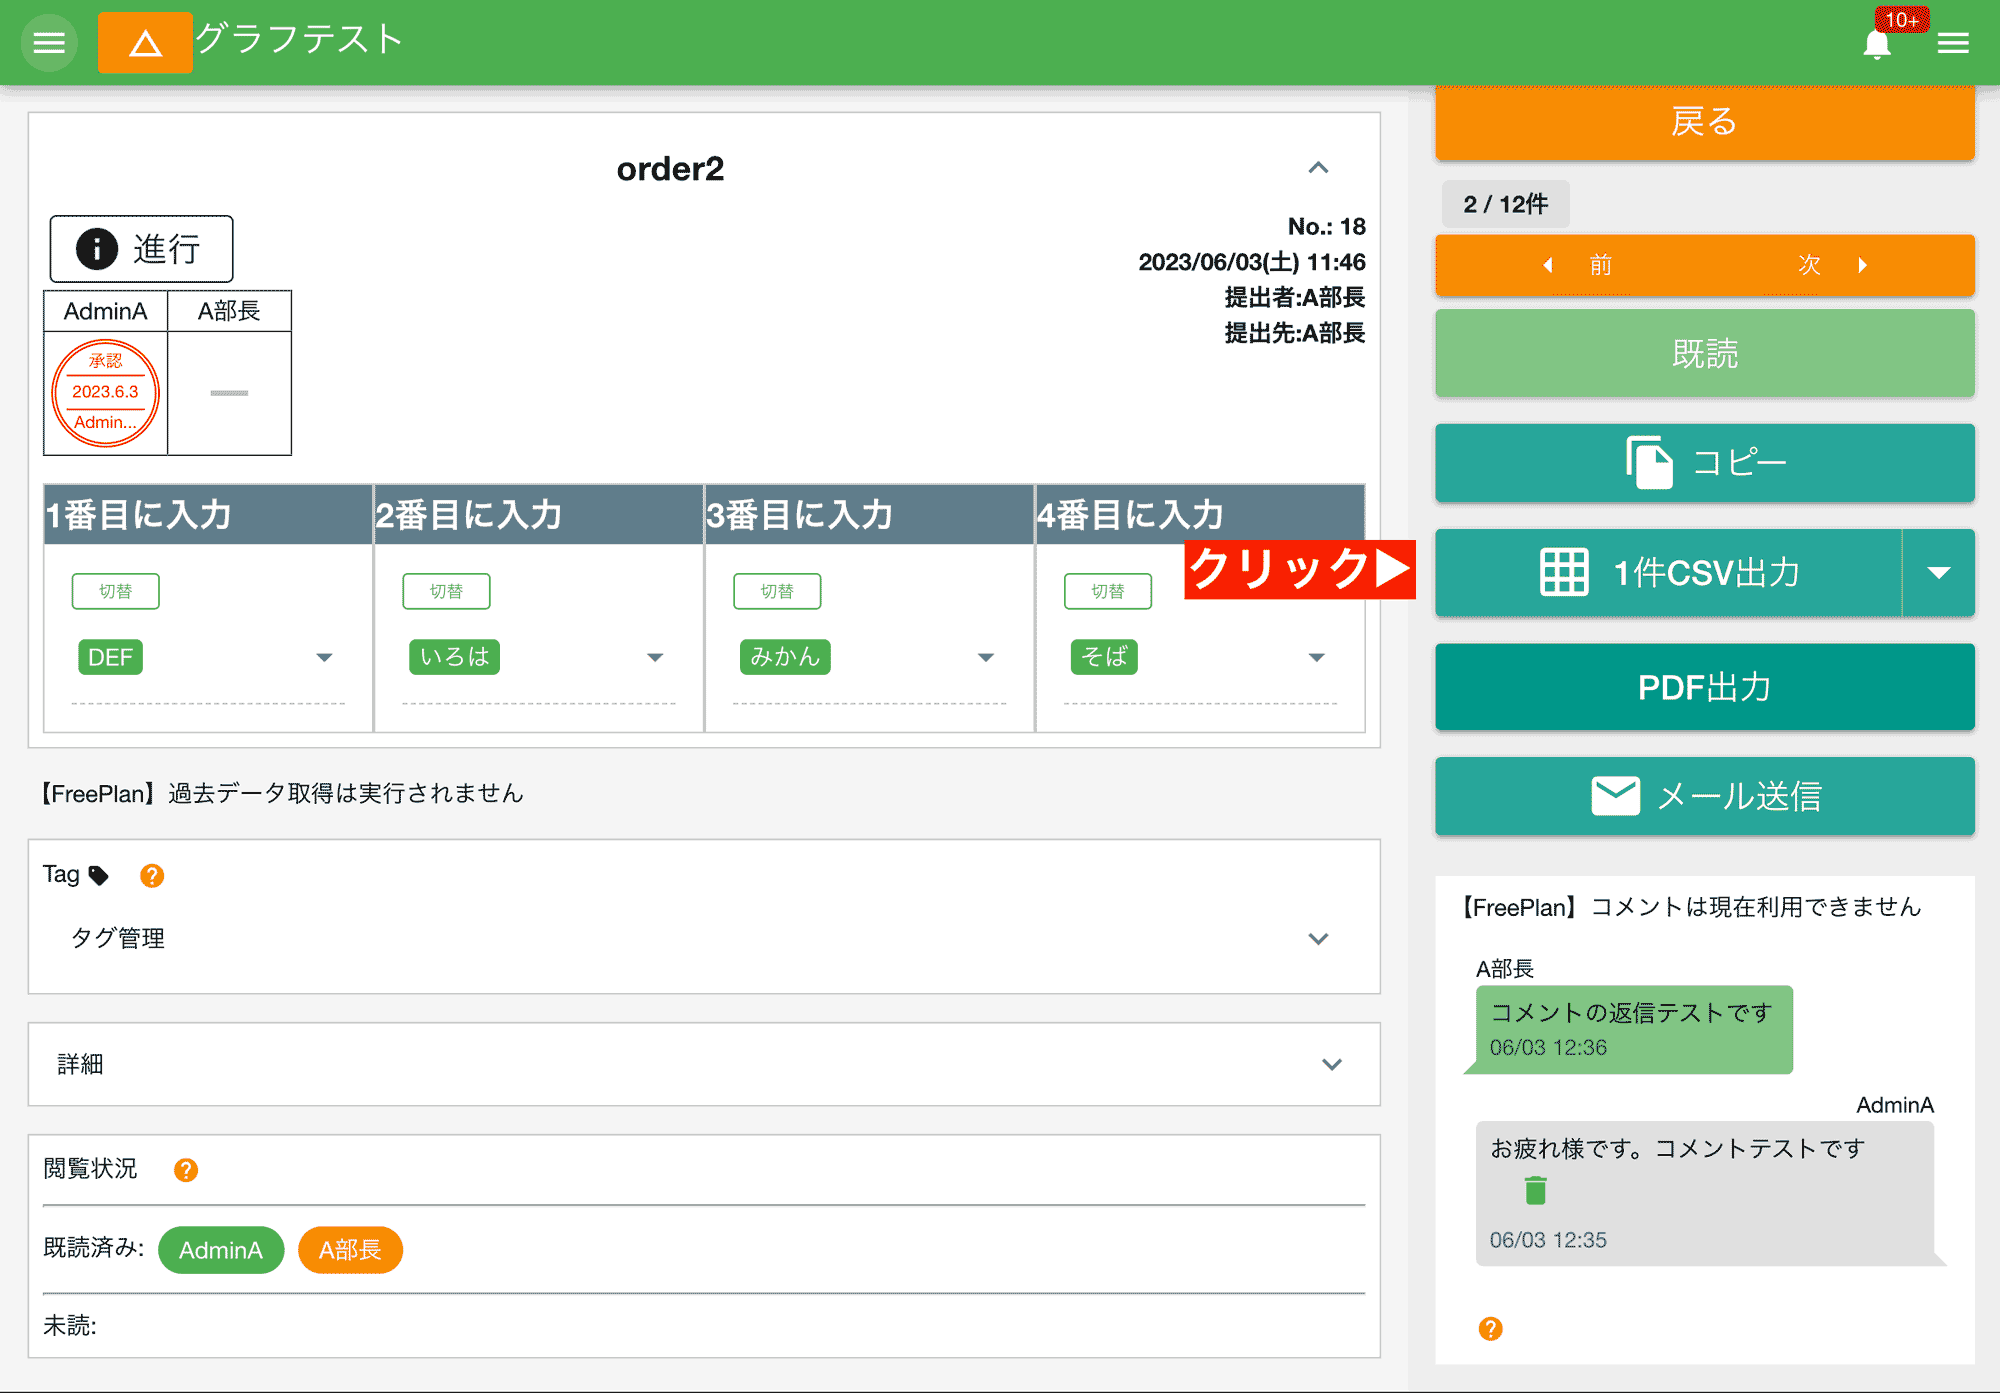 グラフテスト
10+
order2
進行
No.: 18
2023/06/03(土) 11:46
提出者:A部長
提出先:A部長
AdminA
A部長
承認
2023.6.3
Admin...
1番目に入力
2番目に入力
3番目に入力
4番目に入力
切替
切替
切替
切替
DEF
いろは
みかん
そば
【FreePlan】過去データ取得は実行されません
Tag
?
タグ管理
詳細
閲覧状況
?
既読済み:
AdminA
A部長
未読:
戻る
2 / 12件
前
次
既読
コピー
クリック▶
1件CSV出力
PDF出力
メール送信
【FreePlan】コメントは現在利用できません
A部長
コメントの返信テストです
06/03 12:36
AdminA
お疲れ様です。コメントテストです
06/03 12:35
?